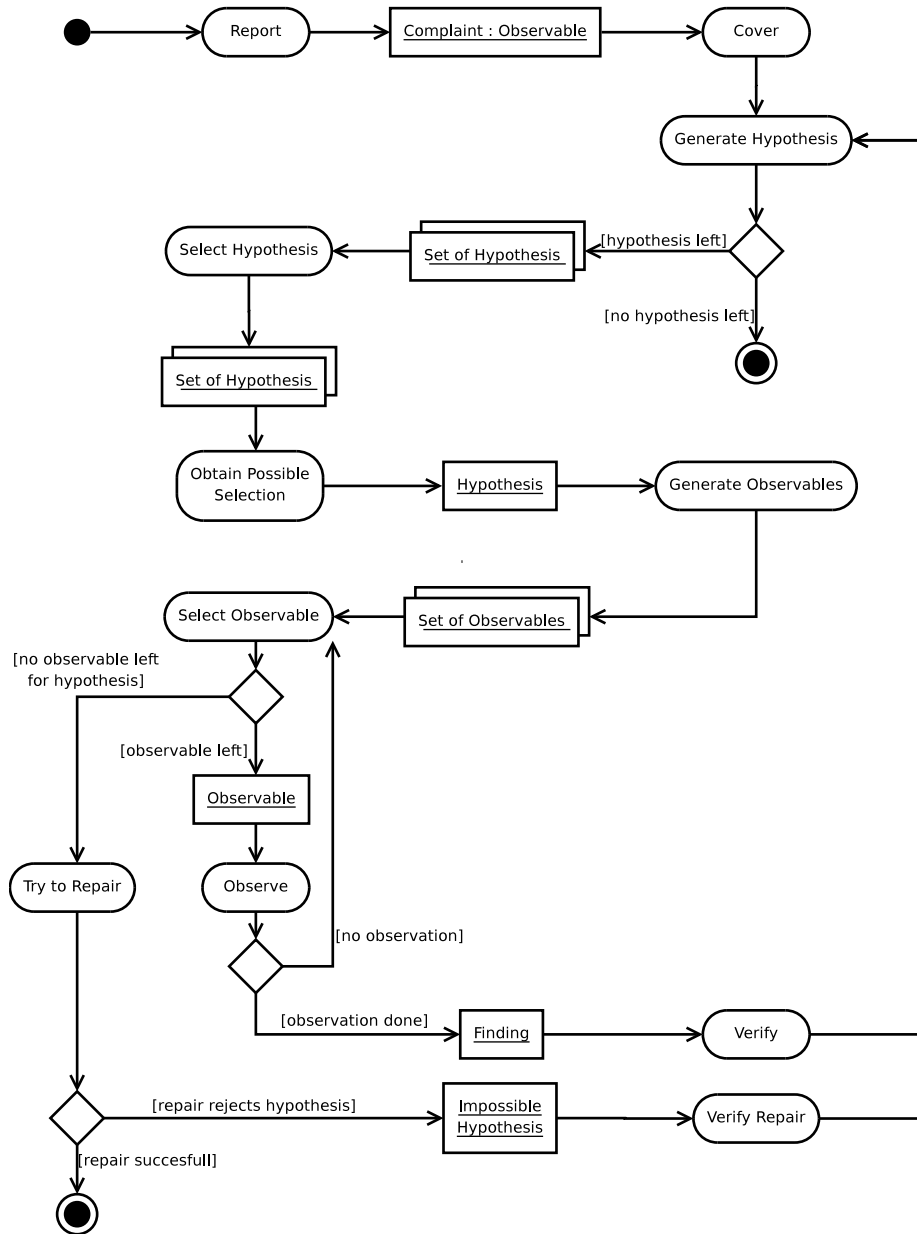 Report
Complaint : Observable
Cover
Generate Hypothesis
[hypothesis left]
Set of Hypothesis
Select Hypothesis
[no hypothesis left]
Set of Hypothesis
Obtain Possible
Selection
Hypothesis
Generate Observables
Set of Observables
Select Observable
[no observable left
for hypothesis]
[observable left]
Observable
Try to Repair
Observe
[no observation]
[observation done]
Finding
Verify
[repair rejects hypothesis]
Impossible
Hypothesis
Verify Repair
[repair succesfull]